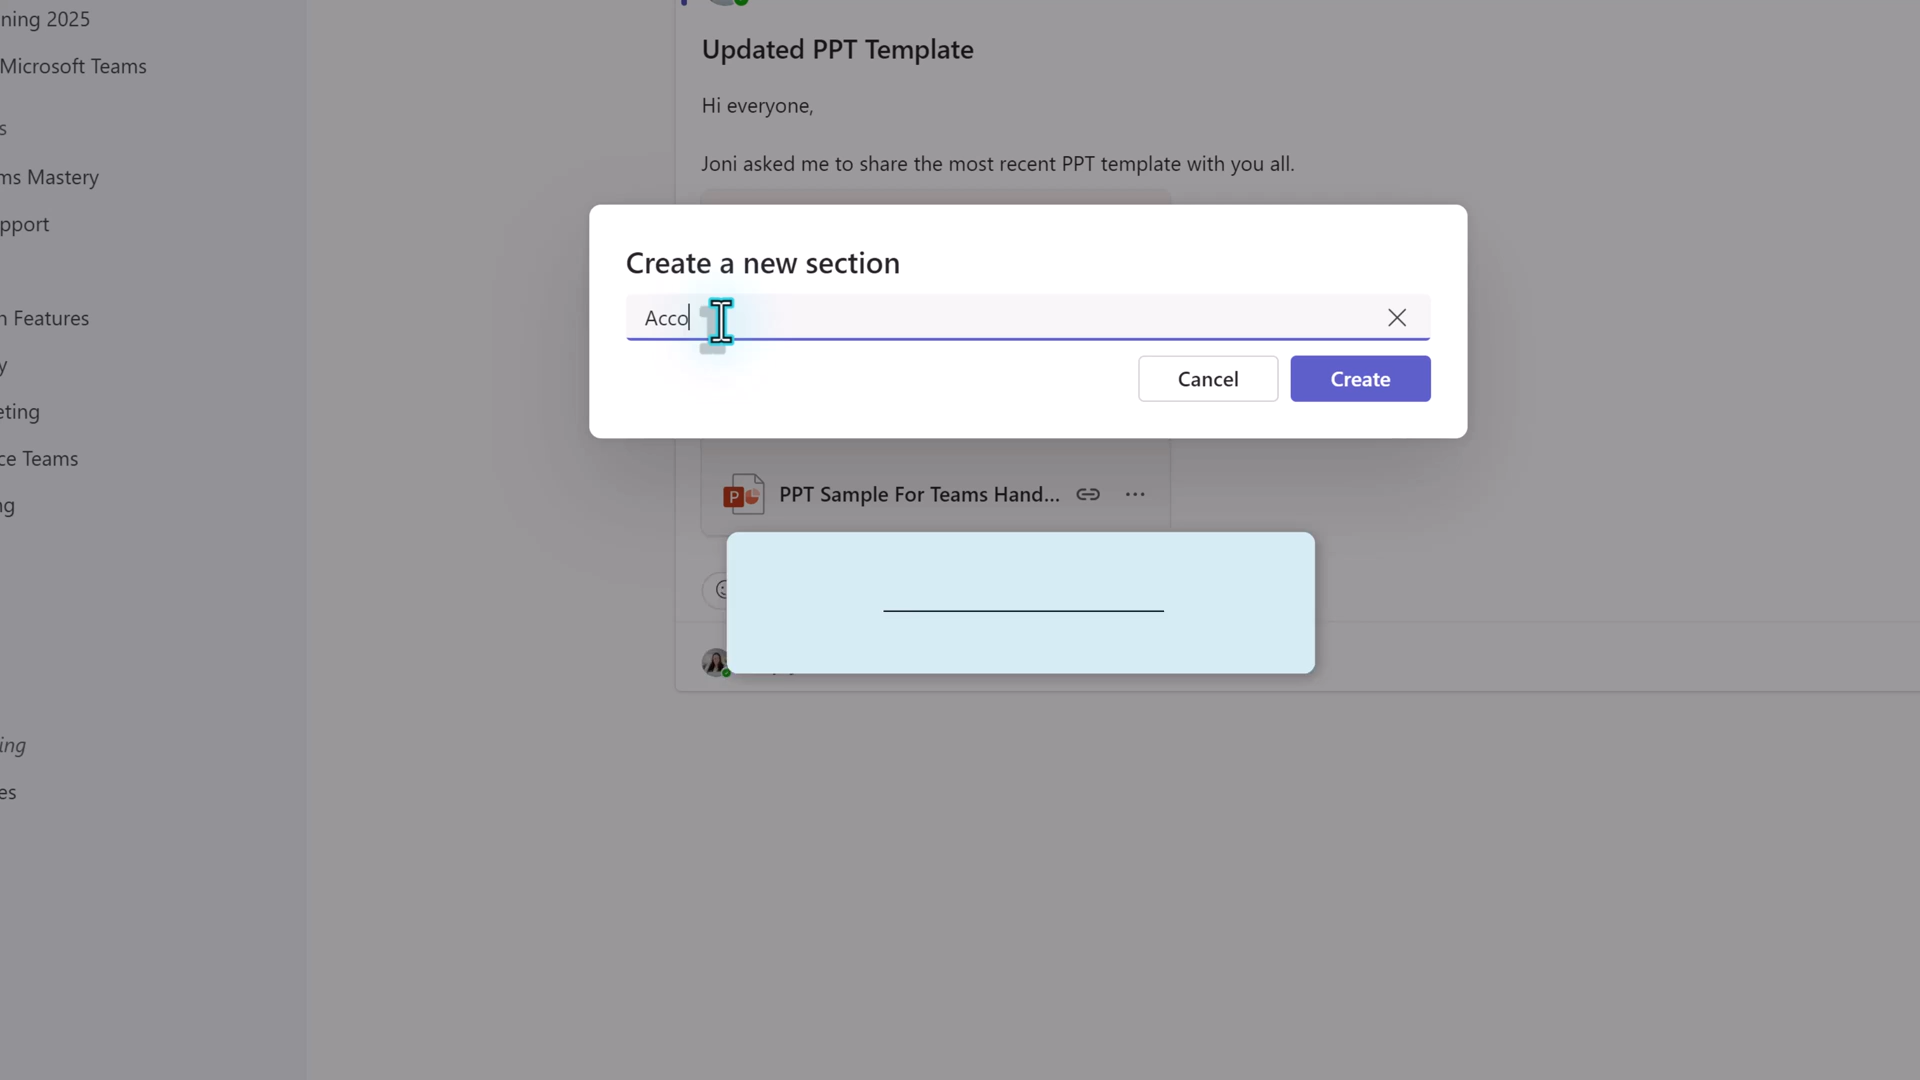 ning 2025
Microsoft Teams
s
ms Mastery
pport
n Features
y
eting
ce Teams
ng
ing
es
Updated PPT Template
Hi everyone,
Joni asked me to share the most recent PPT template with you all.
Create a new section
Acco
Cancel
Create
PPT Sample For Teams Hand...